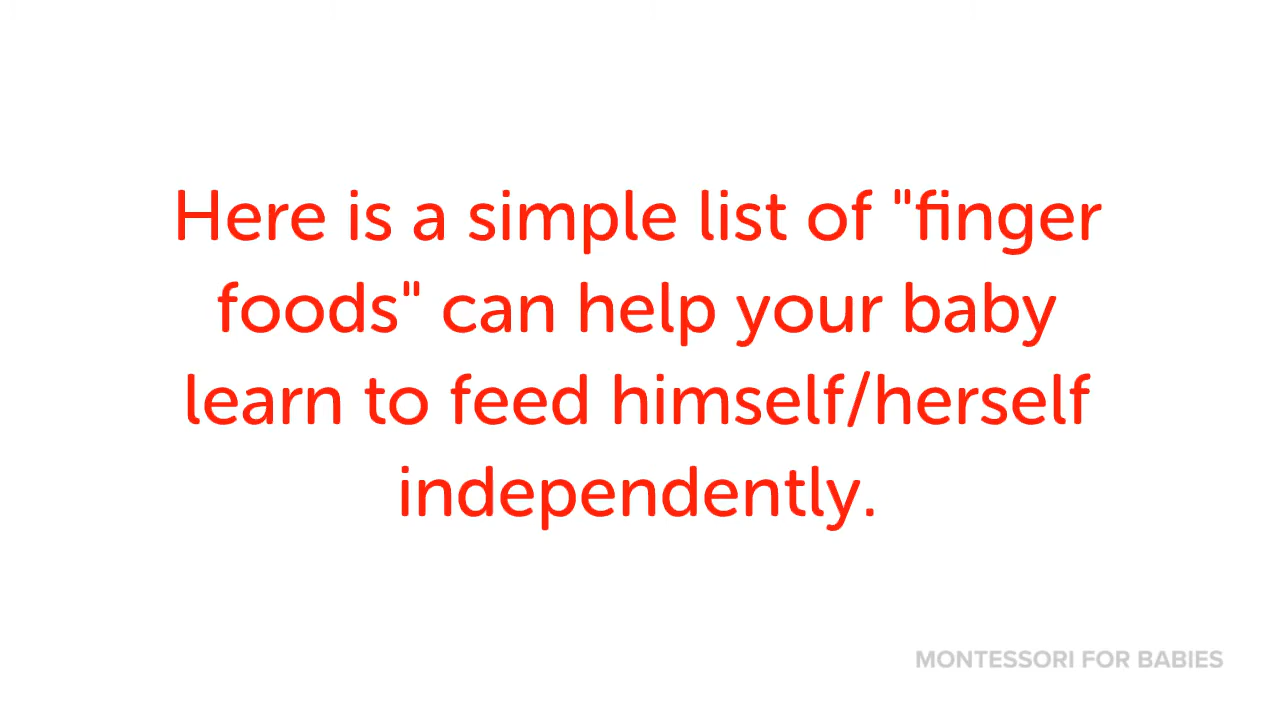 Here is a simple list of "finger
foods" can help your baby
learn to feed himself/herself
independently.
MONTESSORI FOR BABIES